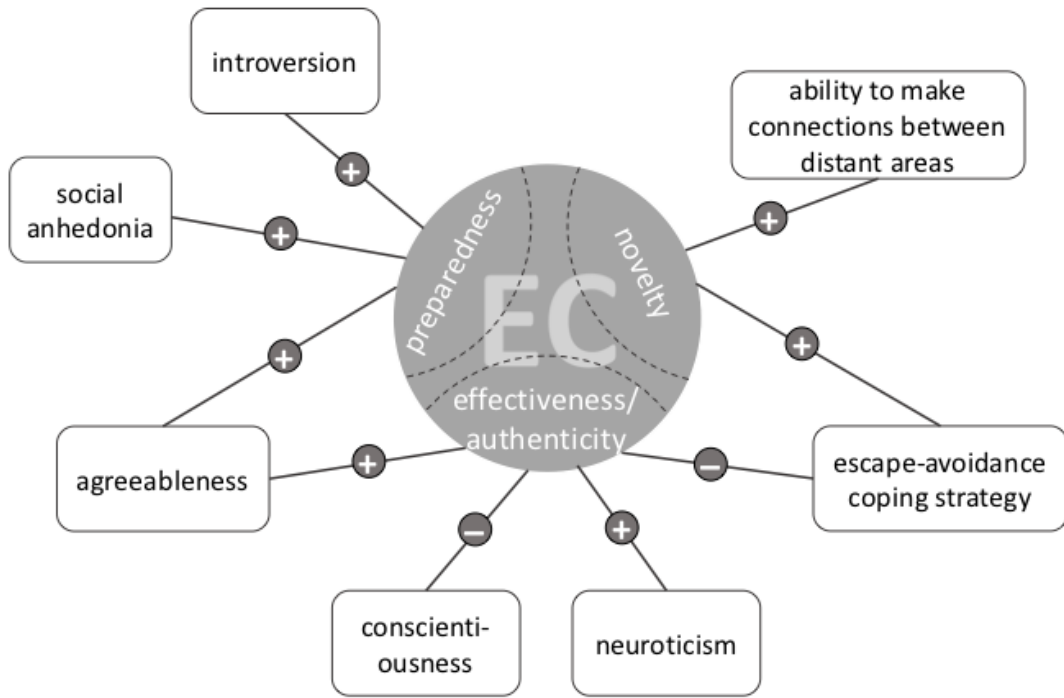 introversion
ability to make
connections between
distant areas
social
anhedonia
+
+
+
preparedness
novelty
EC
+
+
effectiveness/
authenticity
agreeableness
+
−
escape-avoidance
coping strategy
−
+
conscienti-
ousness
neuroticism